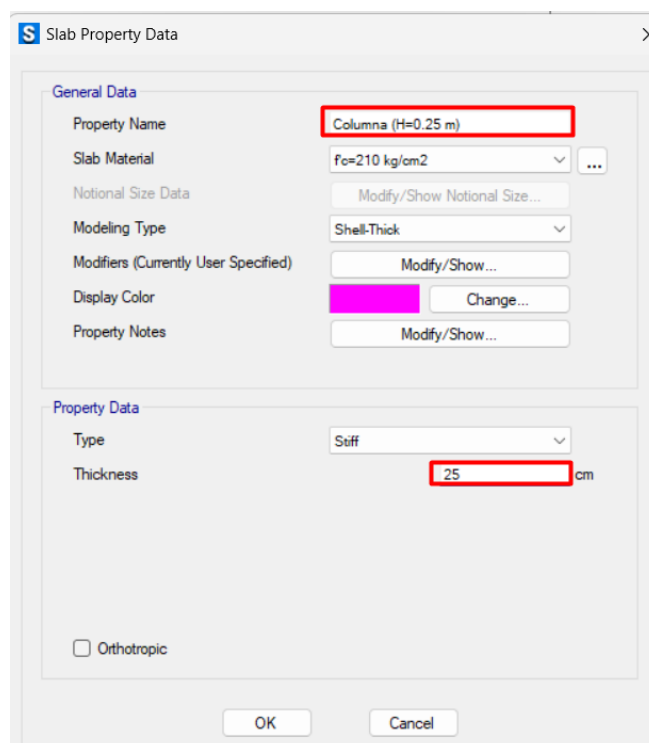 S Slab Property Data
General Data
Property Name Columna (H=0.25 m)
Slab Material f'c=210 kg/cm2 ...
Notional Size Data Modify/Show Notional Size...
Modeling Type Shell-Thick
Modifiers (Currently User Specified) Modify/Show...
Display Color Change...
Property Notes Modify/Show...
Property Data
Type Stiff
Thickness 25 cm
Orthotropic
OK Cancel